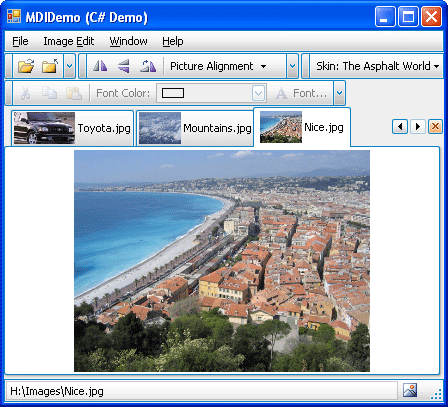 MDIDemo (C# Demo)
File Image Edit Window Help
Picture Alignment Skin: The Asphalt World
Font Color: A Font...
Toyota.jpg Mountains.jpg Nice.jpg
H:\Images\Nice.jpg